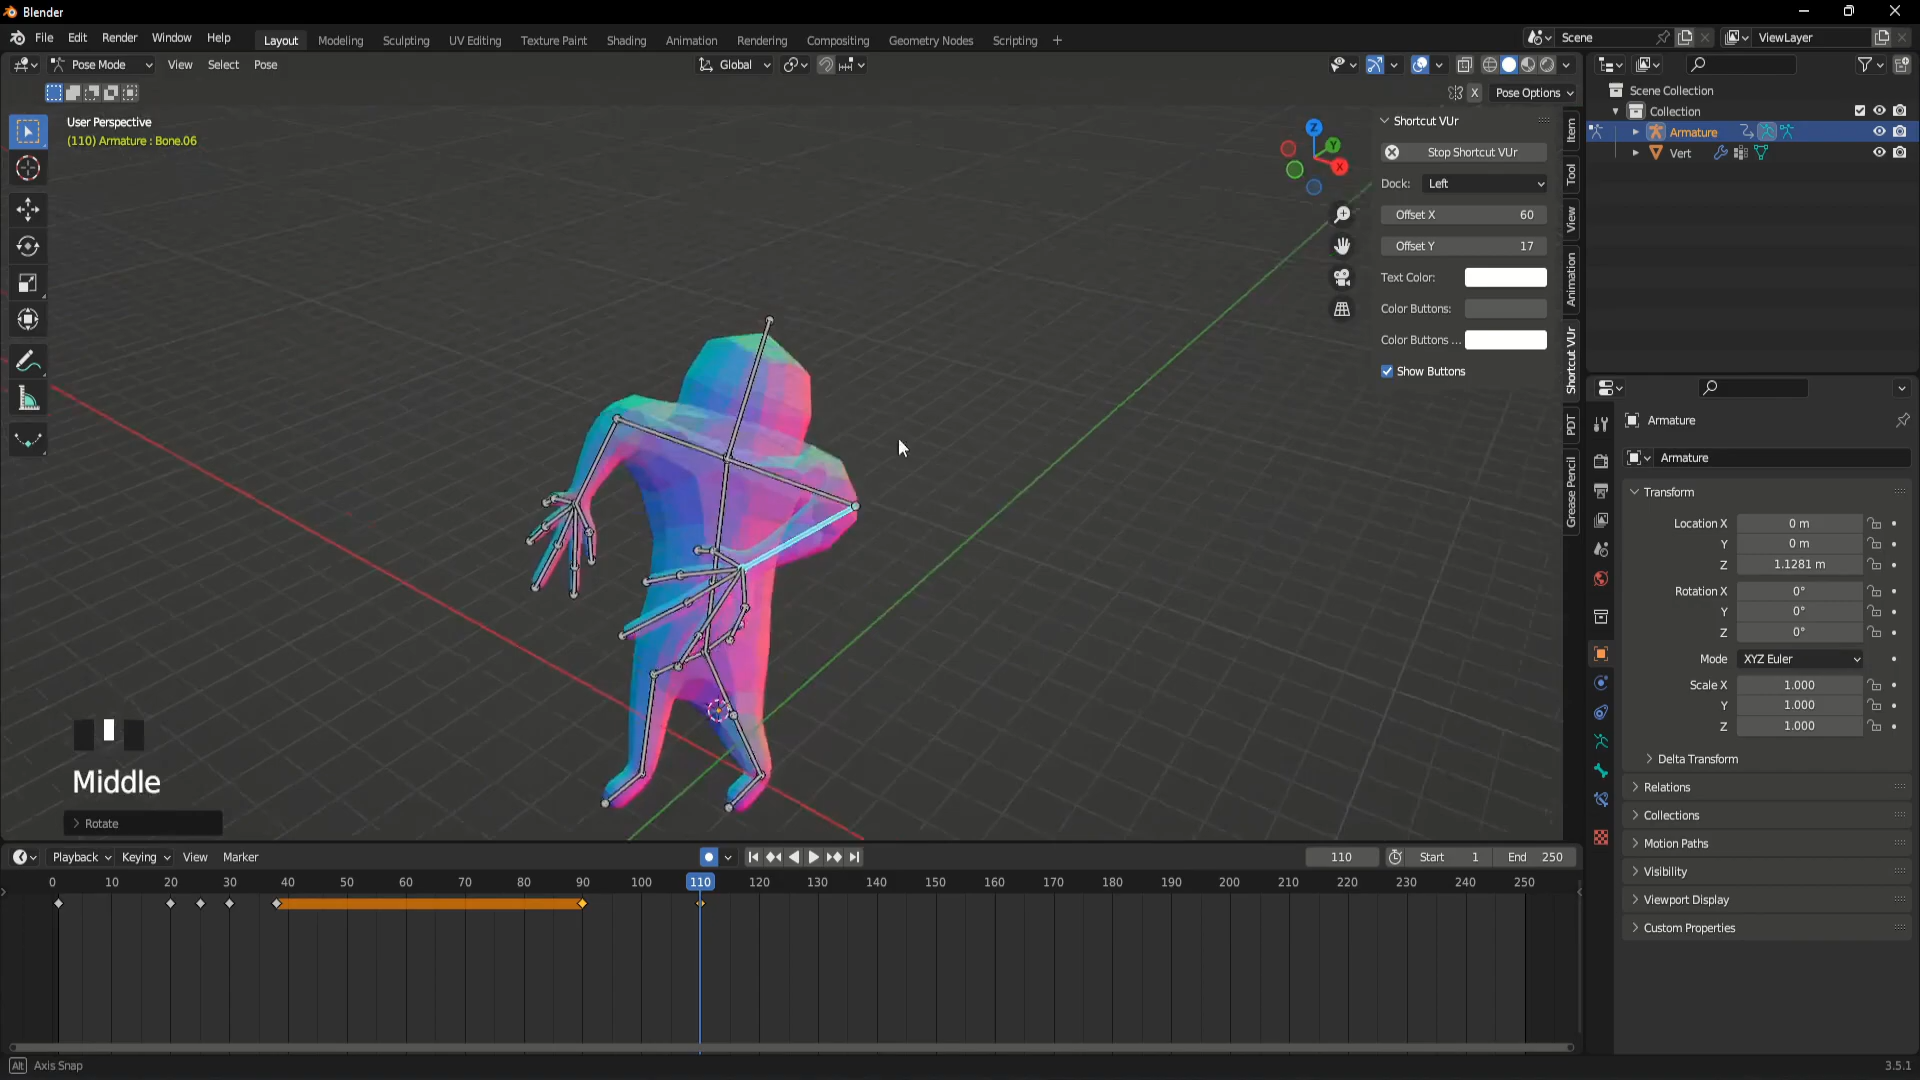 Blender
File Edit Render Window Help
Layout Modeling Sculpting UV Editing Texture Paint Shading Animation Rendering Compositing Geometry Nodes Scripting +
Scene
ViewLayer
Pose Mode View Select Pose
Global
X Pose Options
User Perspective
(110) Armature : Bone.06
Z
Y
X
Shortcut VUr
Stop Shortcut VUr
Dock: Left
Offset X 60
Offset Y 17
Text Color:
Color Buttons:
Color Buttons ...
Show Buttons
Item
Tool
View
Animation
Shortcut VUr
PDT
Grease Pencil
Scene Collection
Collection
Armature
Vert
Armature
Armature
Transform
Location X 0 m
Y 0 m
Z 1.1281 m
Rotation X 0°
Y 0°
Z 0°
Mode XYZ Euler
Scale X 1.000
Y 1.000
Z 1.000
Delta Transform
Relations
Collections
Motion Paths
Visibility
Viewport Display
Custom Properties
Middle
Rotate
Playback Keying View Marker
110 Start 1 End 250
0 10 20 30 40 50 60 70 80 90 100 110 120 130 140 150 160 170 180 190 200 210 220 230 240 250
Alt Axis Snap
3.5.1